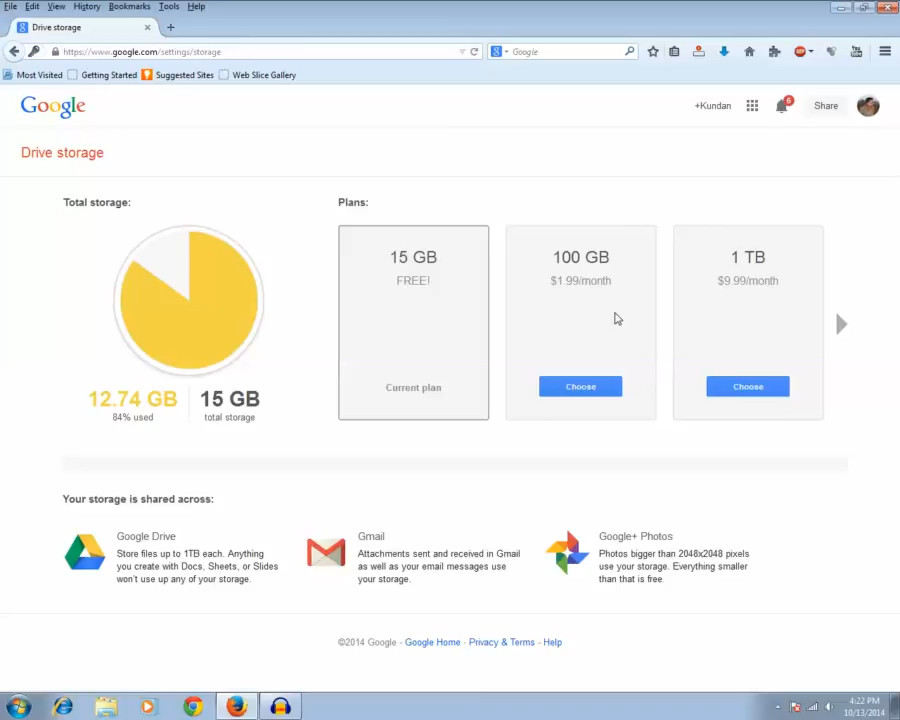 File Edit View History Bookmarks Tools Help
Drive storage
https://www.google.com/settings/storage
Google
Most Visited Getting Started Suggested Sites Web Slice Gallery
Google
+Kundan
6
Share
Drive storage
Total storage:
Plans:
15 GB
FREE!
Current plan
100 GB
$1.99/month
Choose
1 TB
$9.99/month
Choose
12.74 GB
84% used
15 GB
total storage
Your storage is shared across:
Google Drive
Store files up to 1TB each. Anything
you create with Docs, Sheets, or Slides
won't use up any of your storage.
Gmail
Attachments sent and received in Gmail
as well as your email messages use
your storage.
Google+ Photos
Photos bigger than 2048x2048 pixels
use your storage. Everything smaller
than that is free.
©2014 Google - Google Home - Privacy & Terms - Help
4:22 PM
10/13/2014